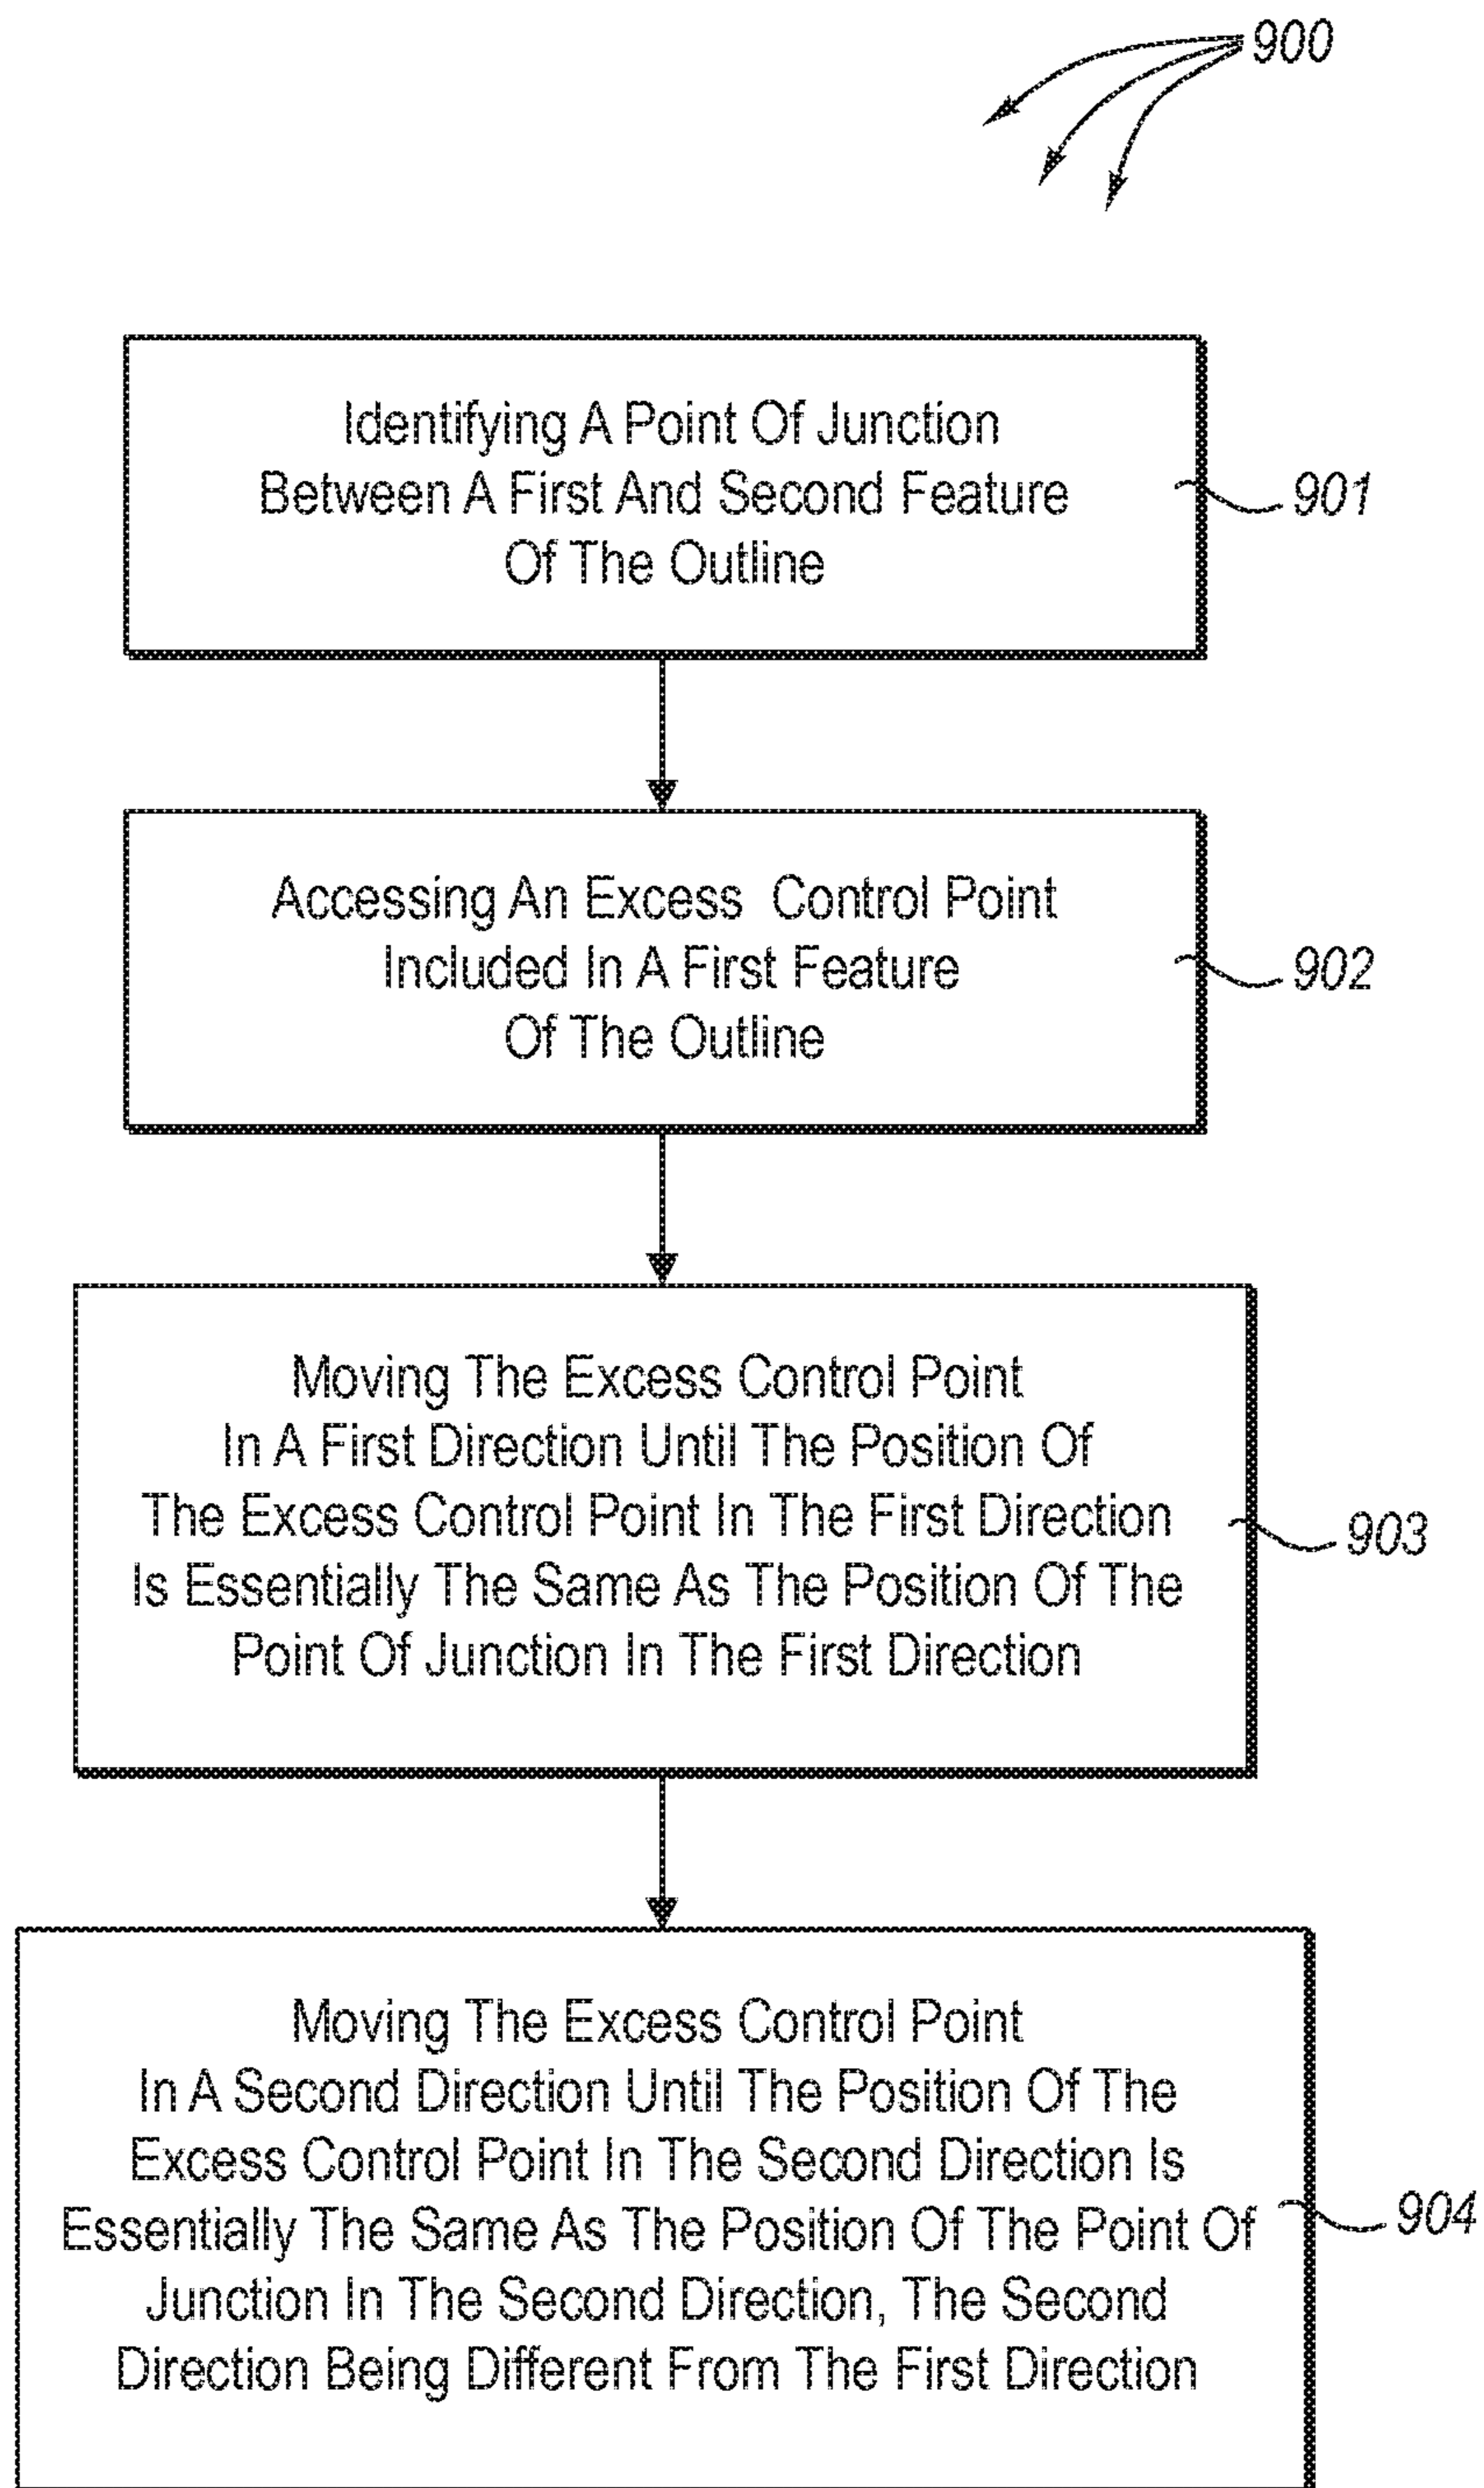 900
Identifying A Point Of Junction
Between A First And Second Feature
Of The Outline
901
Accessing An Excess Control Point
Included In A First Feature
Of The Outline
902
Moving The Excess Control Point
In A First Direction Until The Position Of
The Excess Control Point In The First Direction
Is Essentially The Same As The Position Of The
Point Of Junction In The First Direction
903
Moving The Excess Control Point
In A Second Direction Until The Position Of The
Excess Control Point In The Second Direction Is
Essentially The Same As The Position Of The Point Of
Junction In The Second Direction, The Second
Direction Being Different From The First Direction
904